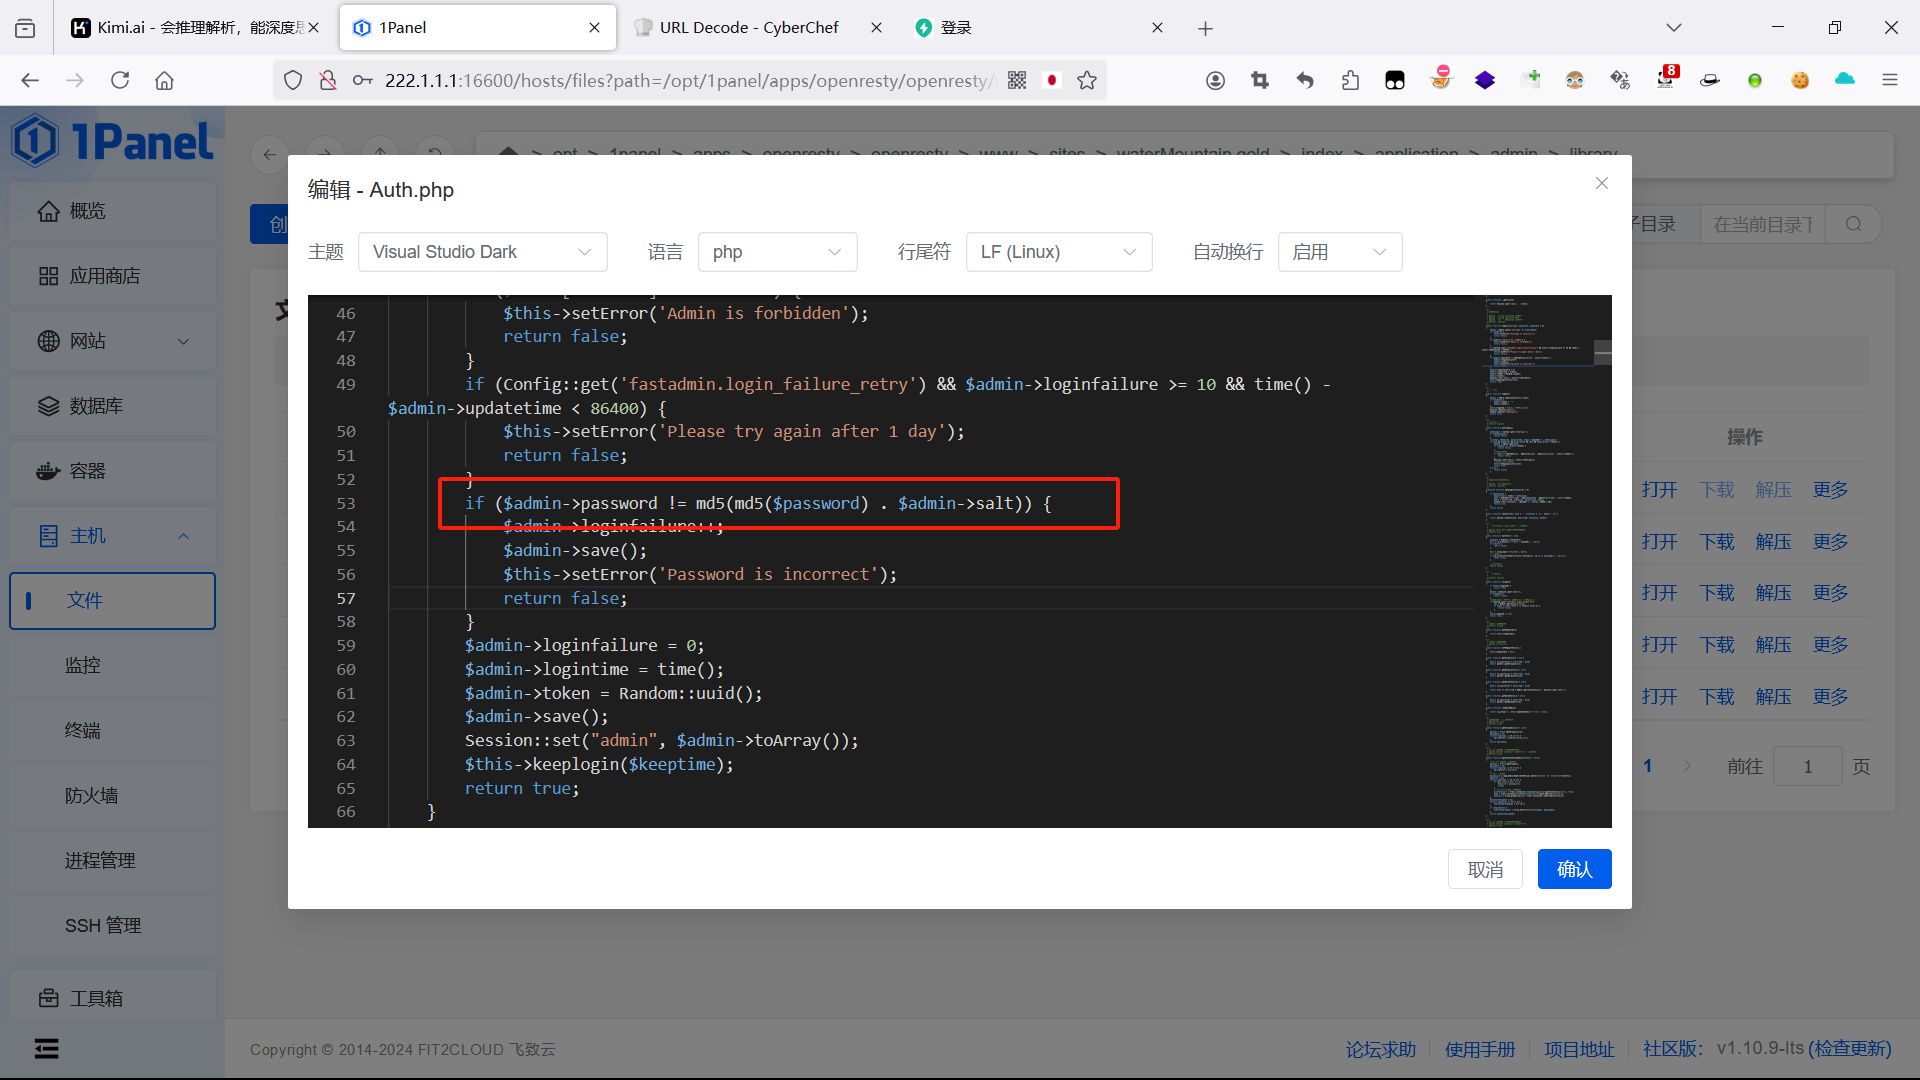 Kimi.ai - 会推理解析，能深度思
1Panel
URL Decode - CyberChef
登录
222.1.1.1:16600/hosts/files?path=/opt/1panel/apps/openresty/openresty/
8
1Panel
概览
应用商店
网站
数据库
容器
主机
文件
监控
终端
防火墙
进程管理
SSH 管理
工具箱
opt > 1panel > apps > openresty > openresty > www > sites > waterMountain.gold > index > application > admin > library
创
子目录
在当前目录下
编辑 - Auth.php
主题
Visual Studio Dark
语言
php
行尾符
LF (Linux)
自动换行
启用
46 $this->setError('Admin is forbidden');
47 return false;
48 }
49 if (Config::get('fastadmin.login_failure_retry') && $admin->loginfailure >= 10 && time() -
$admin->updatetime < 86400) {
50 $this->setError('Please try again after 1 day');
51 return false;
52 }
53 if ($admin->password != md5(md5($password) . $admin->salt)) {
54 $admin->loginfailure++;
55 $admin->save();
56 $this->setError('Password is incorrect');
57 return false;
58 }
59 $admin->loginfailure = 0;
60 $admin->logintime = time();
61 $admin->token = Random::uuid();
62 $admin->save();
63 Session::set("admin", $admin->toArray());
64 $this->keeplogin($keeptime);
65 return true;
66 }
取消
确认
操作
打开 下载 解压 更多
打开 下载 解压 更多
打开 下载 解压 更多
打开 下载 解压 更多
打开 下载 解压 更多
1
前往
1
页
Copyright © 2014-2024 FIT2CLOUD 飞致云
论坛求助
使用手册
项目地址
社区版:
v1.10.9-lts
(检查更新)